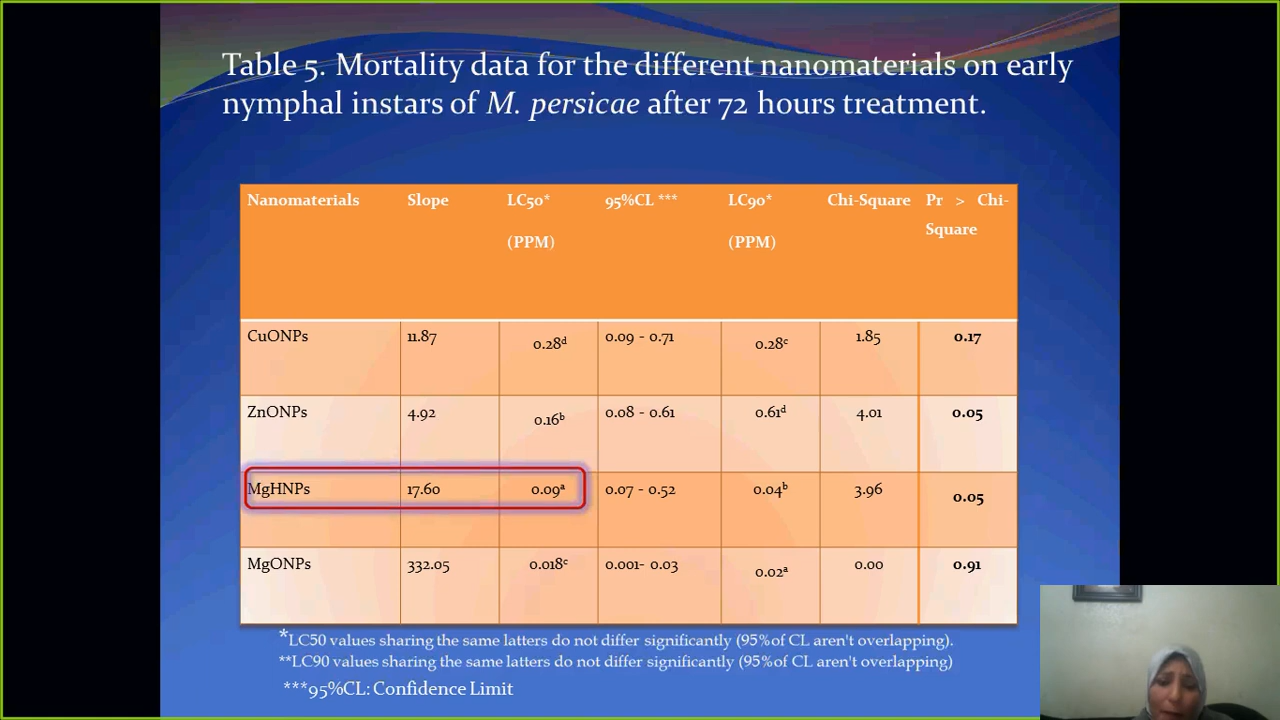 Table 5. Mortality data for the different nanomaterials on early
nymphal instars of M. persicae after 72 hours treatment.
Nanomaterials Slope LC50* (PPM) 95%CL *** LC90* (PPM) Chi-Square Pr > Chi-Square
CuONPs 11.87 0.28ᵈ 0.09 - 0.71 0.28ᶜ 1.85 0.17
ZnONPs 4.92 0.16ᵇ 0.08 - 0.61 0.61ᵈ 4.01 0.05
MgHNPs 17.60 0.09ᵃ 0.07 - 0.52 0.04ᵇ 3.96 0.05
MgONPs 332.05 0.018ᶜ 0.001- 0.03 0.02ᵃ 0.00 0.91
*LC50 values sharing the same latters do not differ significantly (95%of CL aren't overlapping).
**LC90 values sharing the same latters do not differ significantly (95%of CL aren't overlapping)
***95%CL: Confidence Limit